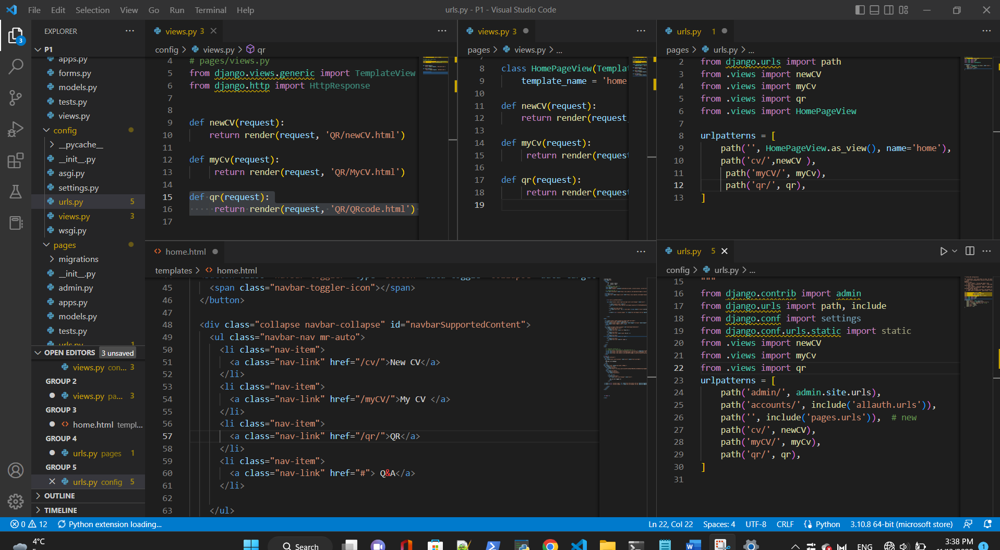 File Edit Selection View Go Run Terminal Help
urls.py - P1 - Visual Studio Code
EXPLORER
P1
apps.py
forms.py
models.py
tests.py
views.py
config
__pycache__
__init__.py
asgi.py
settings.py
urls.py 5
views.py 3
wsgi.py
pages
migrations
__init__.py
admin.py
apps.py
models.py
tests.py
urls.py 1
OPEN EDITORS 3 unsaved
views.py con... 3
GROUP 2
views.py pa... 3
GROUP 3
home.html templ...
GROUP 4
urls.py pages 1
GROUP 5
urls.py config 5
OUTLINE
TIMELINE
3
views.py 3
config > views.py > qr
4 # pages/views.py
5 from django.views.generic import TemplateView
6 from django.http import HttpResponse
7
8
9 def newCV(request):
10 return render(request, 'QR/newCV.html')
11
12 def myCv(request):
13 return render(request, 'QR/MyCV.html')
14
15 def qr(request):
16 return render(request, 'QR/QRcode.html')
17
views.py 3
pages > views.py > ...
8 class HomePageView(Templa
9 template_name = 'home
10
11 def newCV(request):
12 return render(request
13
14 def myCv(request):
15 return render(request
16
17 def qr(request):
18 return render(request
19
urls.py 1
pages > urls.py > ...
2 from django.urls import path
3 from .views import newCV
4 from .views import myCv
5 from .views import qr
6 from .views import HomePageView
7
8 urlpatterns = [
9 path('', HomePageView.as_view(), name='home'),
10 path('cv/',newCV ),
11 path('myCV/', myCv),
12 path('qr/', qr),
13 ]
home.html
templates > home.html
45 <span class="navbar-toggler-icon"></span>
46 </button>
47
48 <div class="collapse navbar-collapse" id="navbarSupportedContent">
49 <ul class="navbar-nav mr-auto">
50 <li class="nav-item">
51 <a class="nav-link" href="/cv/">New CV</a>
52 </li>
53 <li class="nav-item">
54 <a class="nav-link" href="/myCV/">My CV </a>
55 </li>
56 <li class="nav-item">
57 <a class="nav-link" href="/qr/">QR</a>
58 </li>
59 <li class="nav-item">
60 <a class="nav-link" href="#"> Q&A</a>
61 </li>
62
63 </ul>
urls.py 5
config > urls.py > ...
15 """
16 from django.contrib import admin
17 from django.urls import path, include
18 from django.conf import settings
19 from django.conf.urls.static import static
20 from .views import newCV
21 from .views import myCv
22 from .views import qr
23 urlpatterns = [
24 path('admin/', admin.site.urls),
25 path('accounts/', include('allauth.urls')),
26 path('', include('pages.urls')), # new
27 path('cv/', newCV),
28 path('myCV/', myCv),
29 path('qr/', qr),
30 ]
31
0 12 Python extension loading...
Ln 22, Col 22 Spaces: 4 UTF-8 CRLF Python 3.10.8 64-bit (microsoft store)
4°C
Search
ENG
3:38 PM
1